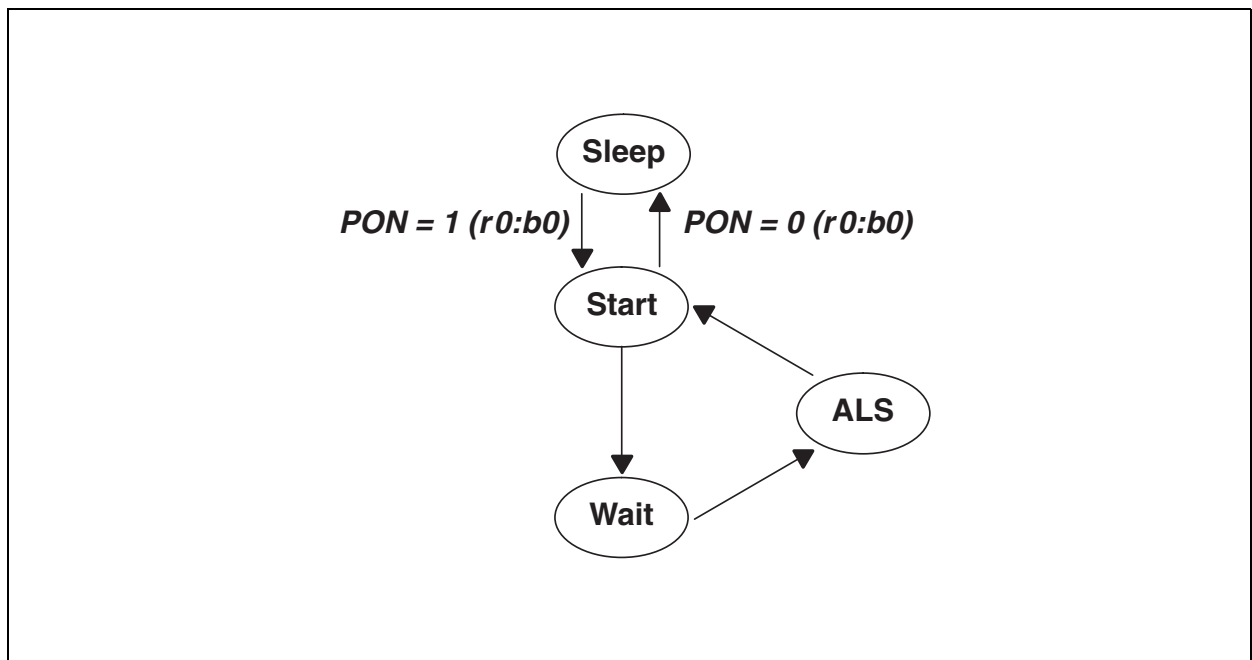 Sleep
PON = 1 (r0:b0)
PON = 0 (r0:b0)
Start
ALS
Wait